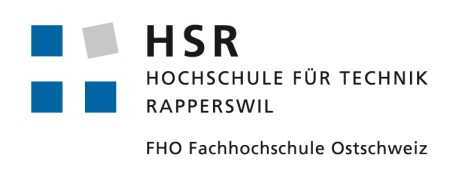 HSR
HOCHSCHULE FÜR TECHNIK
RAPPERSWIL
FHO Fachhochschule Ostschweiz